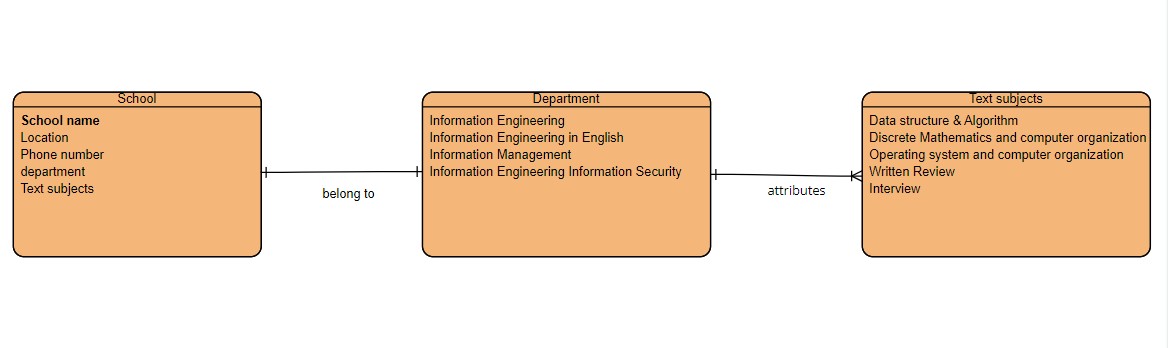 School
School name
Location
Phone number
department
Text subjects
belong to
Department
Information Engineering
Information Engineering in English
Information Management
Information Engineering Information Security
attributes
Text subjects
Data structure & Algorithm
Discrete Mathematics and computer organization
Operating system and computer organization
Written Review
Interview